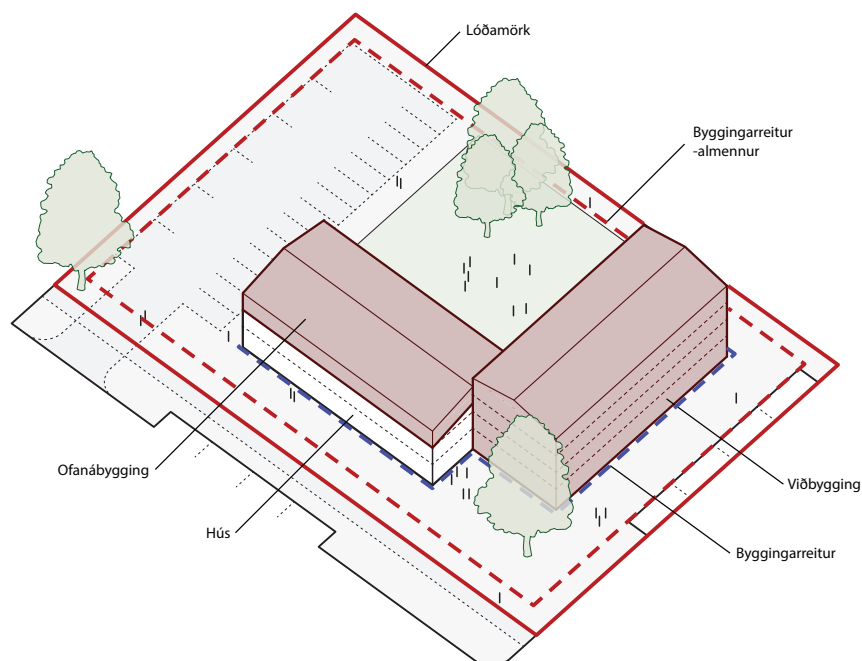 Lóðamörk
Byggingarreitur
-almennur
Ofanábygging
Hús
Viðbygging
Byggingarreitur